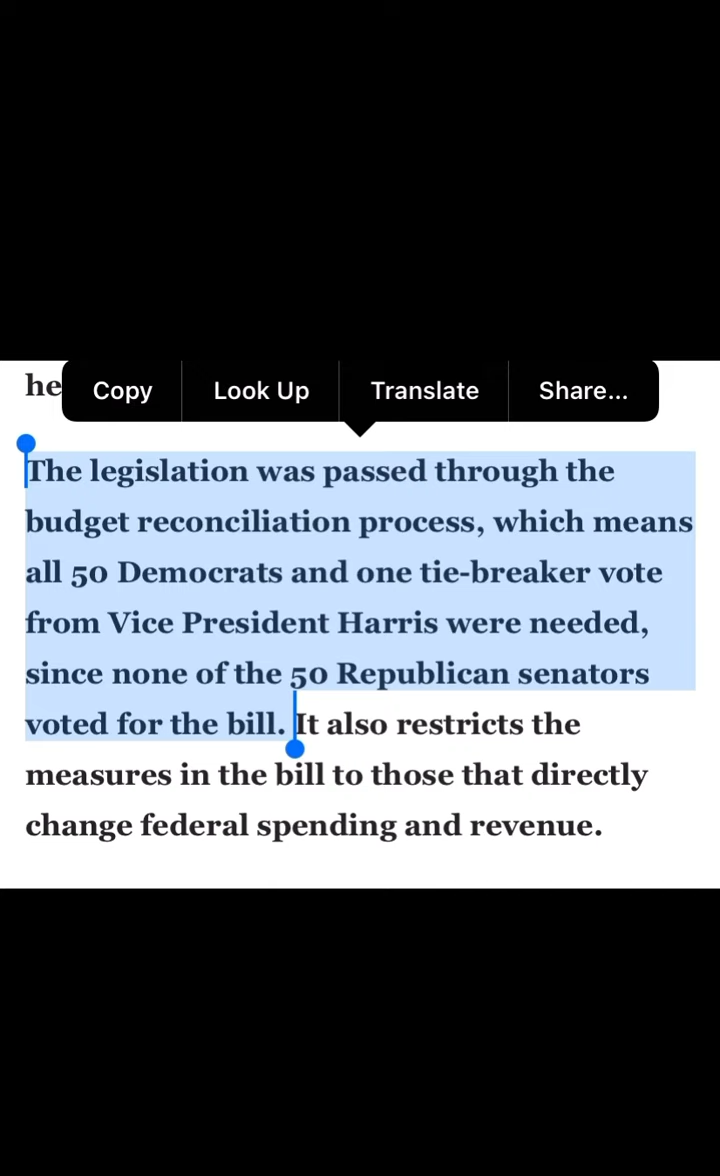 he
Copy Look Up Translate Share...
The legislation was passed through the
budget reconciliation process, which means
all 50 Democrats and one tie-breaker vote
from Vice President Harris were needed,
since none of the 50 Republican senators
voted for the bill. It also restricts the
measures in the bill to those that directly
change federal spending and revenue.